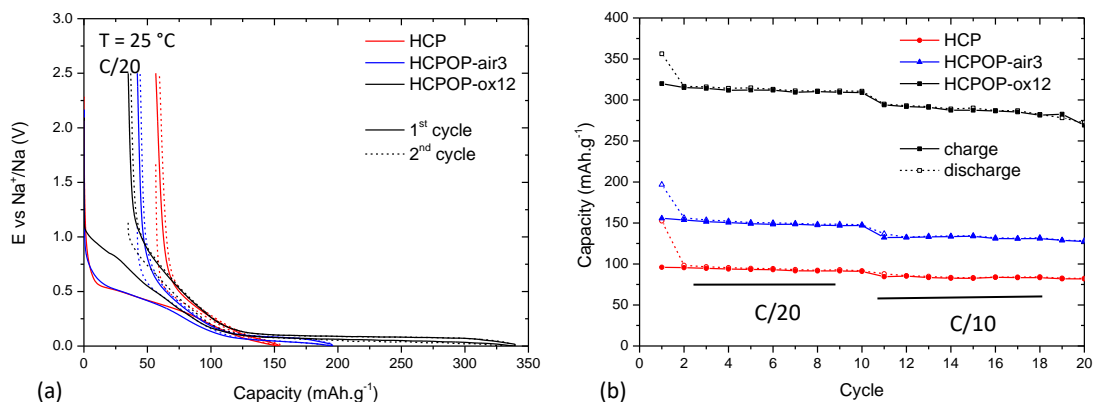 3.0
2.5
2.0
1.5
1.0
0.5
0.0
E vs Na⁺/Na (V)
T = 25 °C
C/20
HCP
HCPOP-air3
HCPOP-ox12
1ˢᵗ cycle
2ⁿᵈ cycle
0 50 100 150 200 250 300 350
Capacity (mAh.g⁻¹)
(a)
400
350
300
250
200
150
100
50
0
Capacity (mAh.g⁻¹)
HCP
HCPOP-air3
HCPOP-ox12
charge
discharge
C/20
C/10
0 2 4 6 8 10 12 14 16 18 20
Cycle
(b)